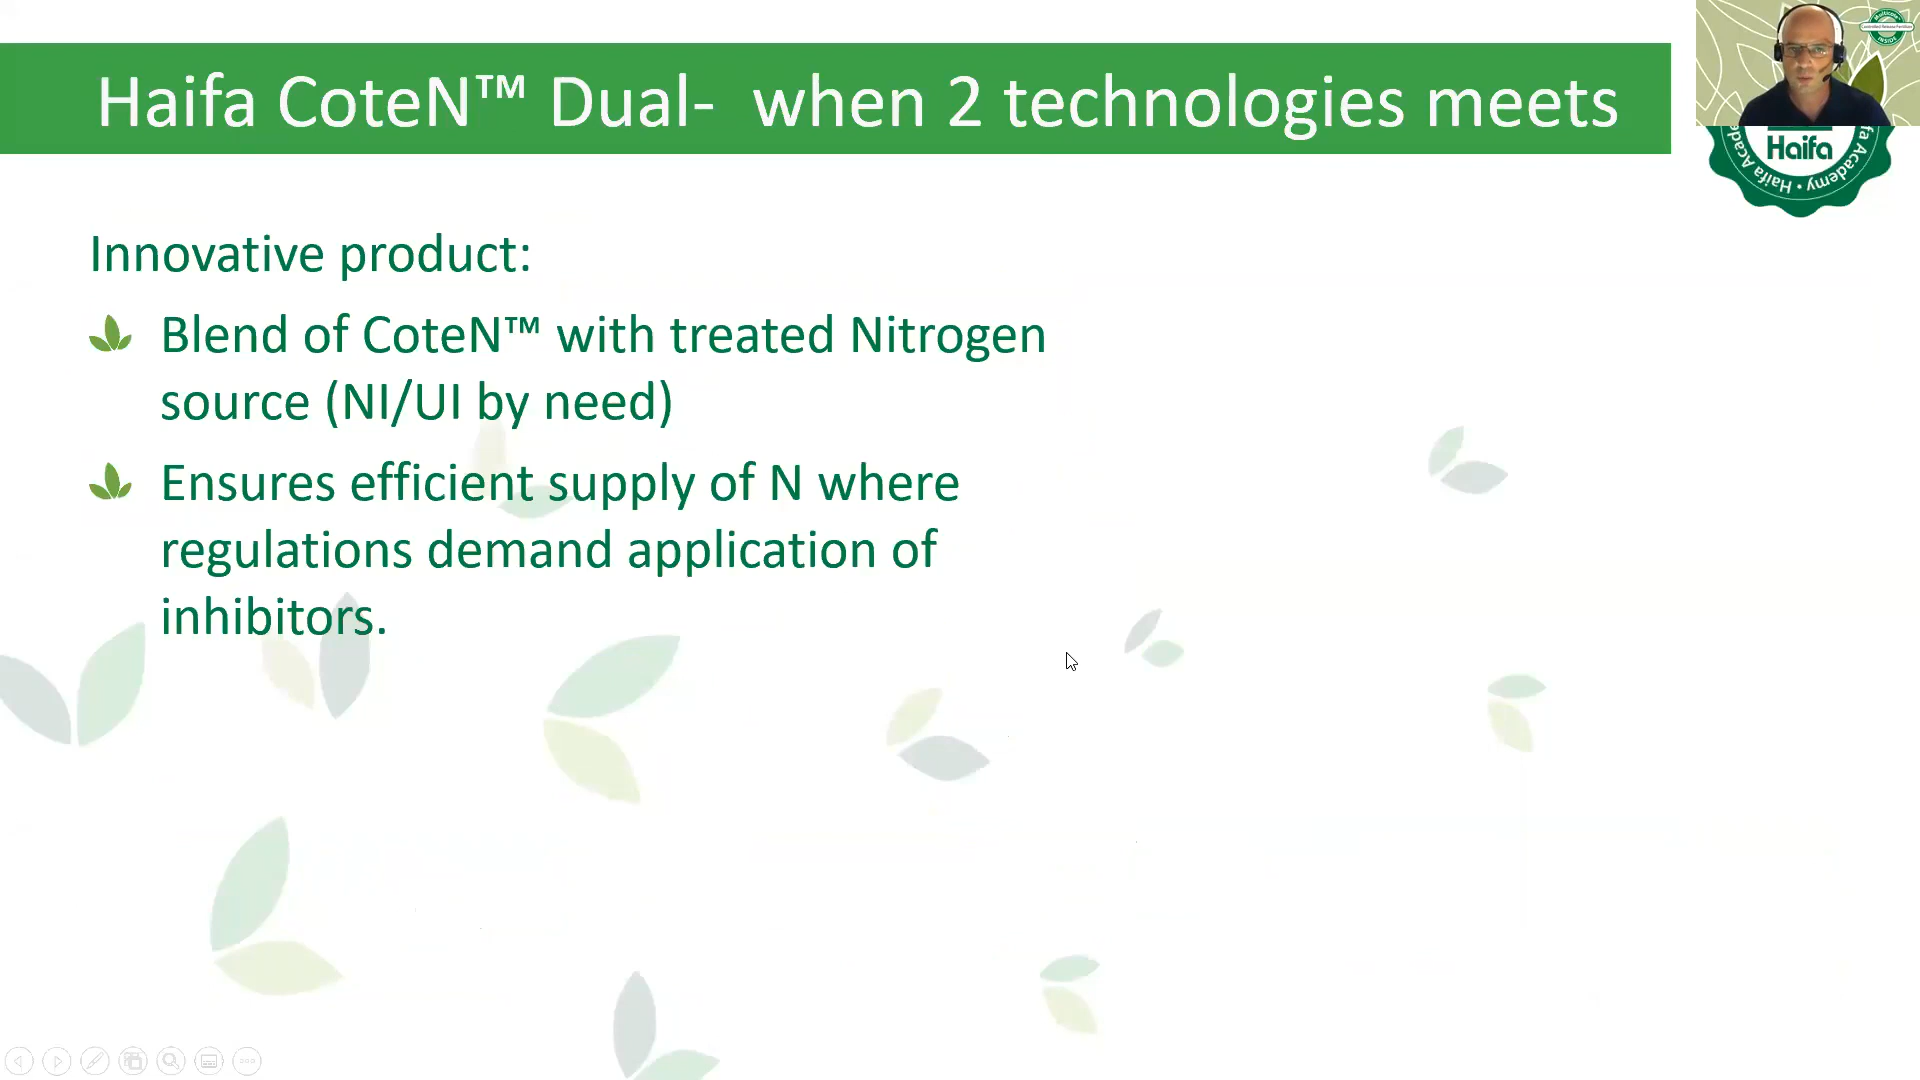 Haifa CoteN™ Dual- when 2 technologies meets
Haifa
Haifa Academy
Innovative product:
Blend of CoteN™ with treated Nitrogen
source (NI/UI by need)
Ensures efficient supply of N where
regulations demand application of
inhibitors.